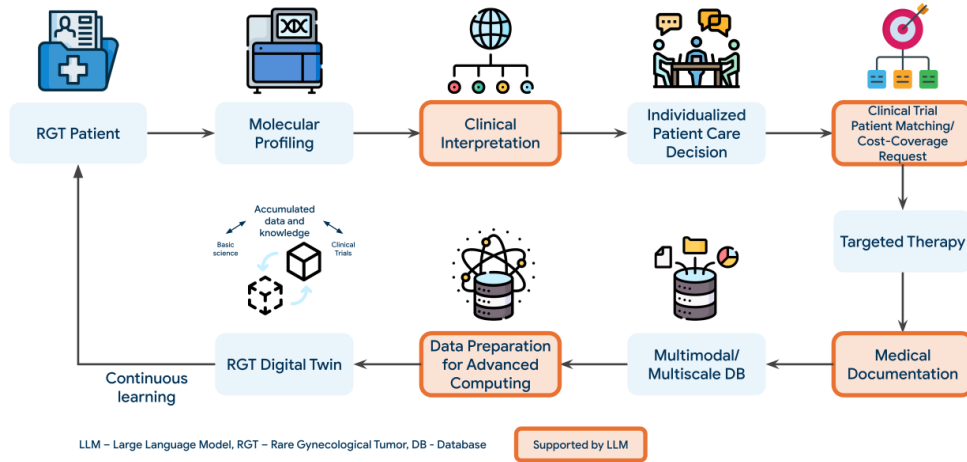 RGT Patient
Molecular
Profiling
Clinical
Interpretation
Individualized
Patient Care
Decision
Clinical Trial
Patient Matching/
Cost-Coverage
Request
Targeted Therapy
Accumulated
data and
knowledge
Basic
science
Clinical
Trials
RGT Digital Twin
Data Preparation
for Advanced
Computing
Multimodal/
Multiscale DB
Medical
Documentation
Continuous
learning
LLM – Large Language Model, RGT – Rare Gynecological Tumor, DB - Database
Supported by LLM